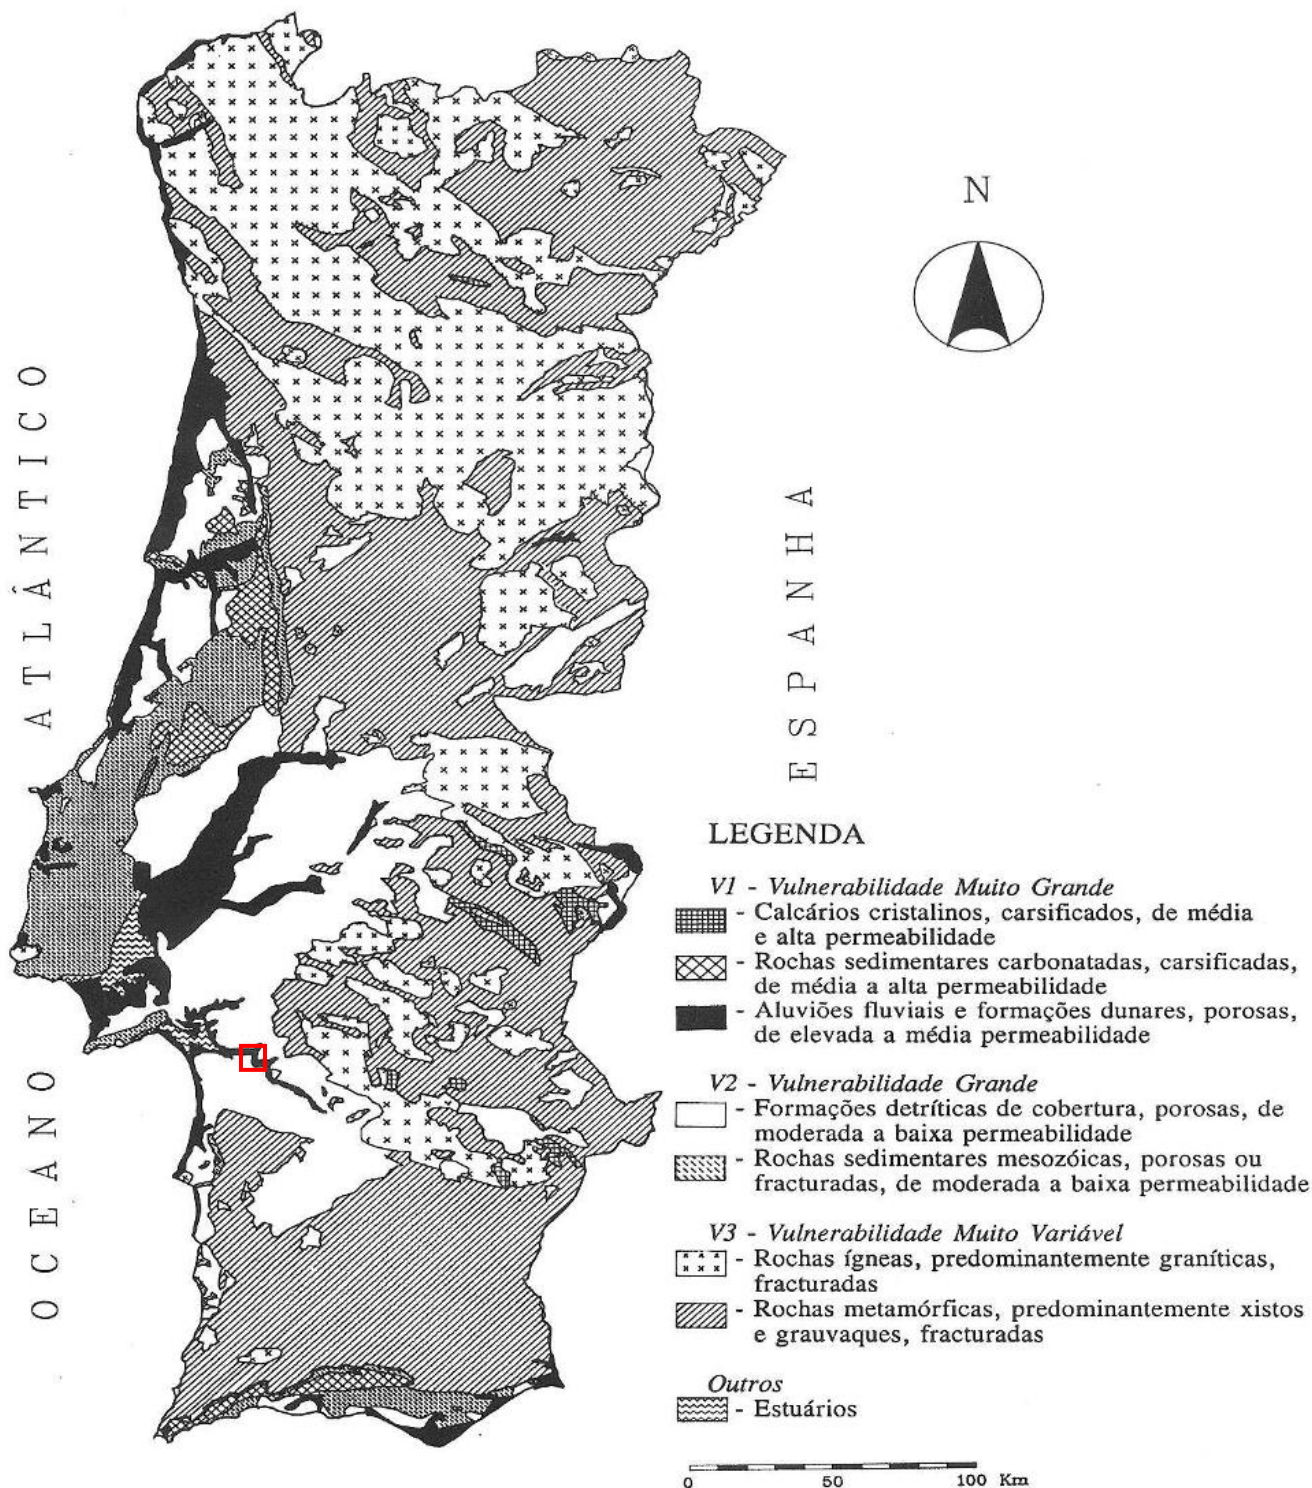 N
OCEANO ATLÂNTICO
ESPANHA
LEGENDA
V1 - Vulnerabilidade Muito Grande
- Calcários cristalinos, carsificados, de média
e alta permeabilidade
- Rochas sedimentares carbonatadas, carsificadas,
de média a alta permeabilidade
- Aluviões fluviais e formações dunares, porosas,
de elevada a média permeabilidade
V2 - Vulnerabilidade Grande
- Formações detríticas de cobertura, porosas, de
moderada a baixa permeabilidade
- Rochas sedimentares mesozóicas, porosas ou
fracturadas, de moderada a baixa permeabilidade
V3 - Vulnerabilidade Muito Variável
- Rochas ígneas, predominantemente graníticas,
fracturadas
- Rochas metamórficas, predominantemente xistos
e grauvaques, fracturadas
Outros
- Estuários
0 50 100 Km